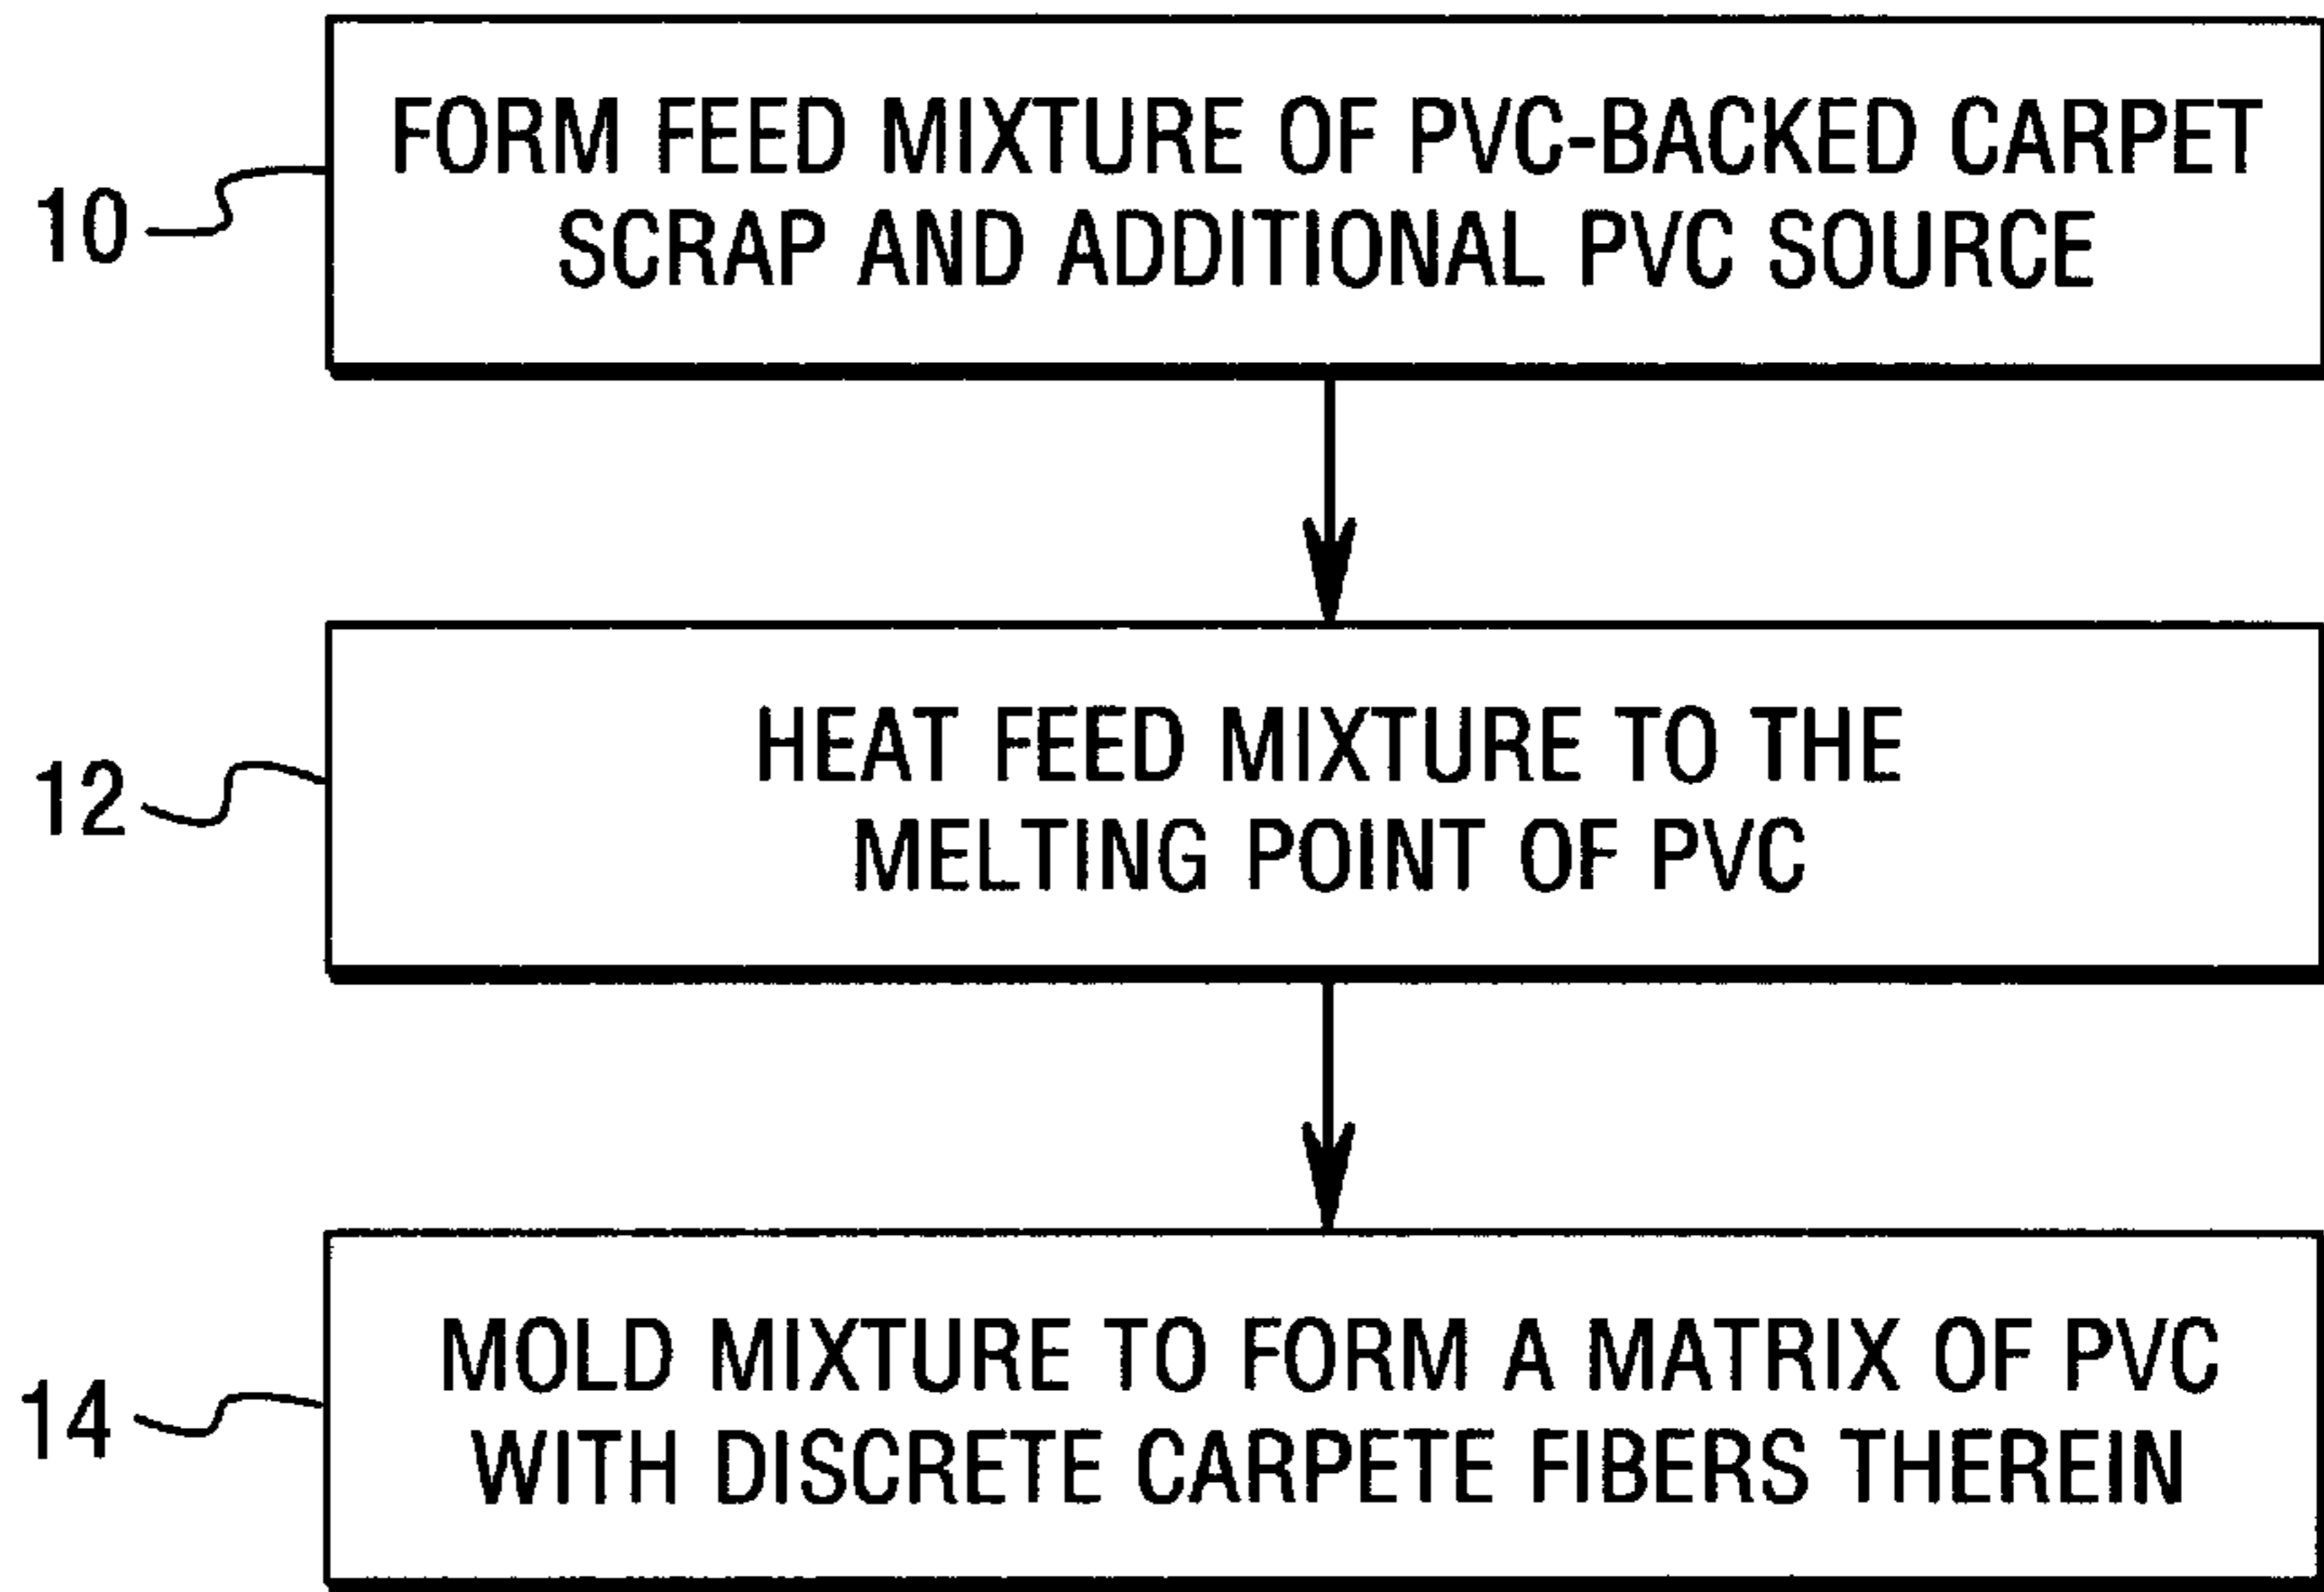 10
FORM FEED MIXTURE OF PVC-BACKED CARPET
SCRAP AND ADDITIONAL PVC SOURCE
12
HEAT FEED MIXTURE TO THE
MELTING POINT OF PVC
14
MOLD MIXTURE TO FORM A MATRIX OF PVC
WITH DISCRETE CARPETE FIBERS THEREIN